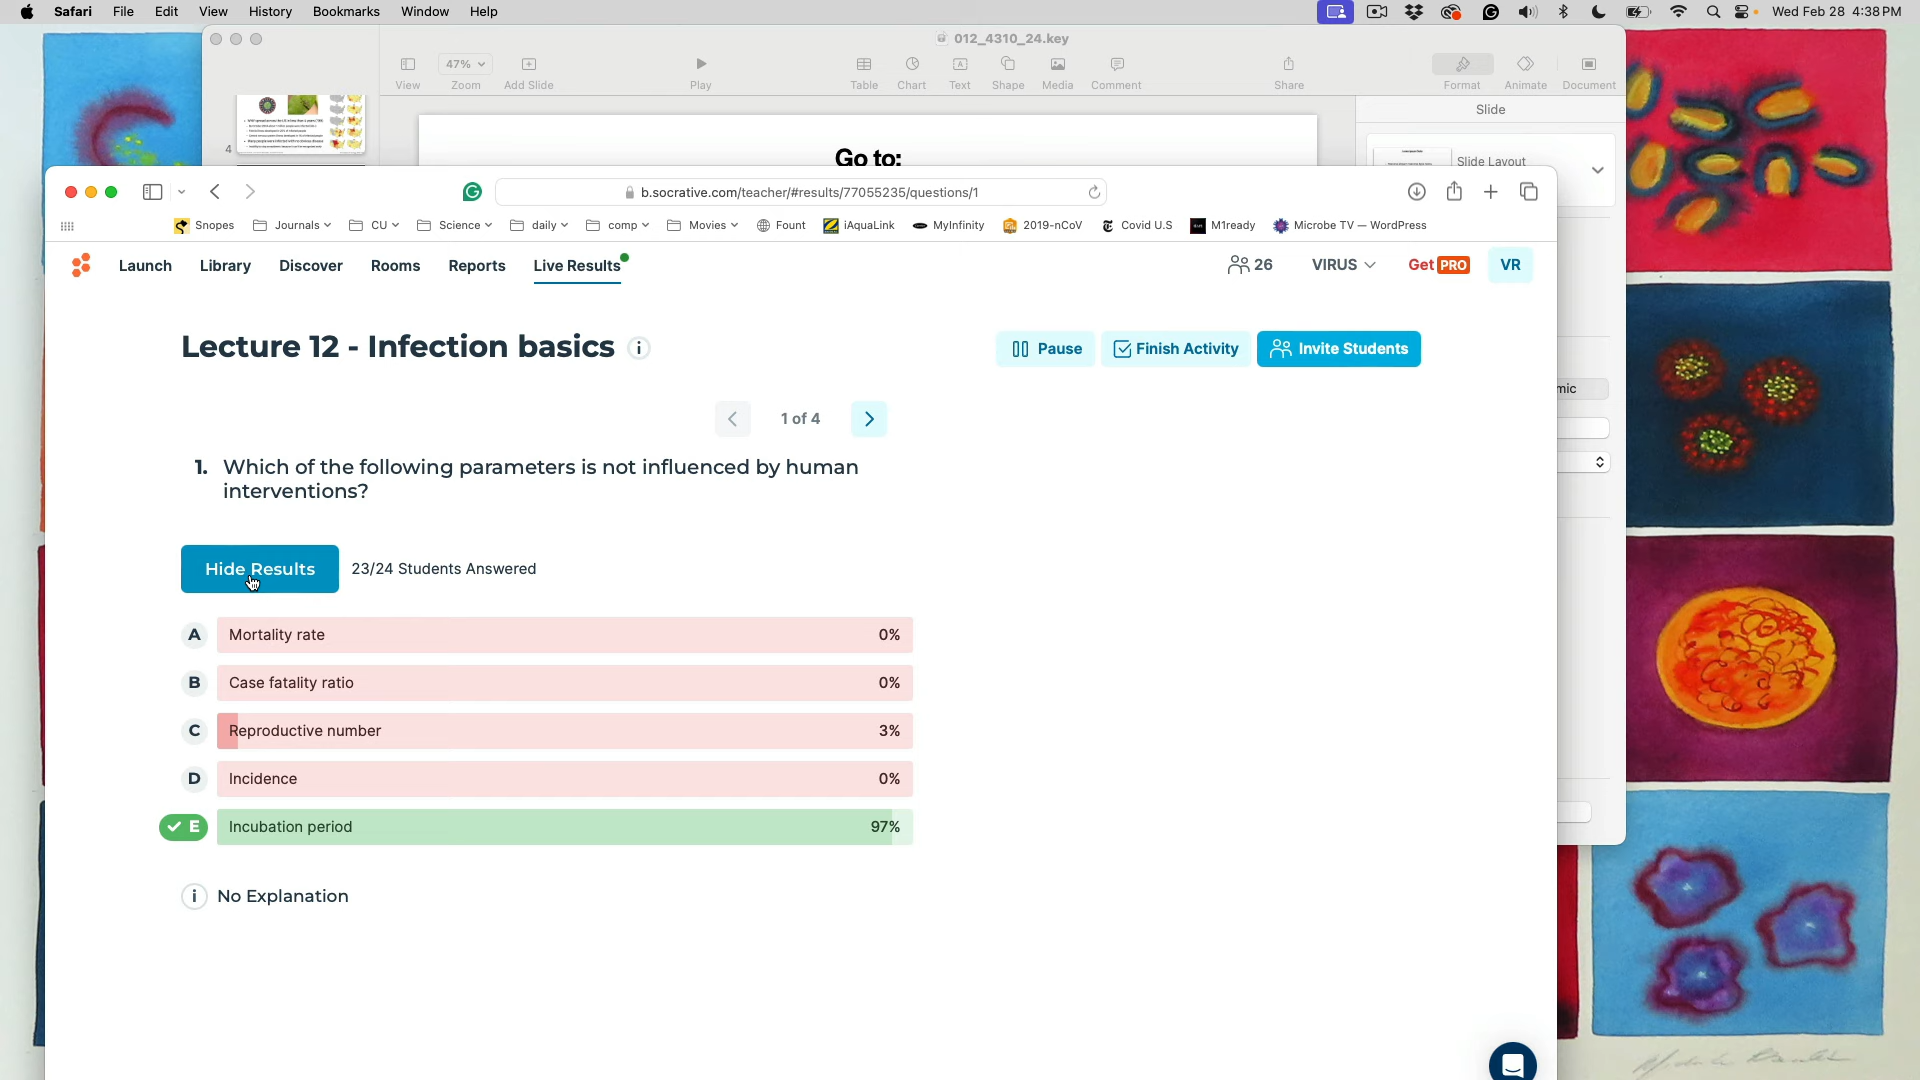 Safari File Edit View History Bookmarks Window Help Wed Feb 28 4:38 PM
012_4310_24.key
47%
View Zoom Add Slide Play Table Chart Text Shape Media Comment Share Format Animate Document
Slide
4
Go to:
Slide Layout
b.socrative.com/teacher/#results/77055235/questions/1
Snopes Journals CU Science daily comp Movies Fount iAquaLink MyInfinity 2019-nCoV Covid U.S M1ready Microbe TV — WordPress
Launch Library Discover Rooms Reports Live Results 26 VIRUS Get PRO VR
Lecture 12 - Infection basics i
Pause Finish Activity Invite Students
mic
1 of 4
1. Which of the following parameters is not influenced by human
interventions?
Hide Results 23/24 Students Answered
A Mortality rate 0%
B Case fatality ratio 0%
C Reproductive number 3%
D Incidence 0%
E Incubation period 97%
i No Explanation